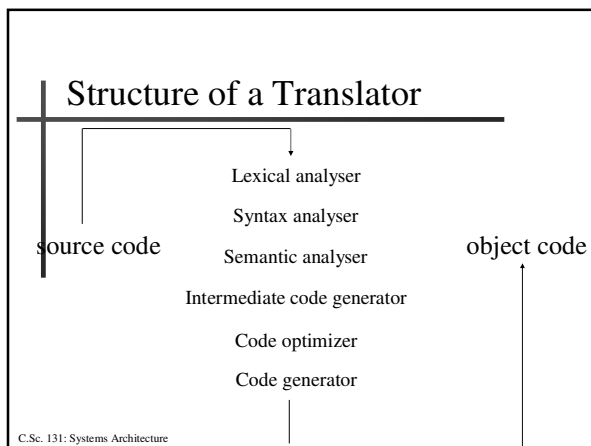 Structure of a Translator
Lexical analyser
Syntax analyser
source code
object code
Semantic analyser
Intermediate code generator
Code optimizer
Code generator
C.Sc. 131: Systems Architecture